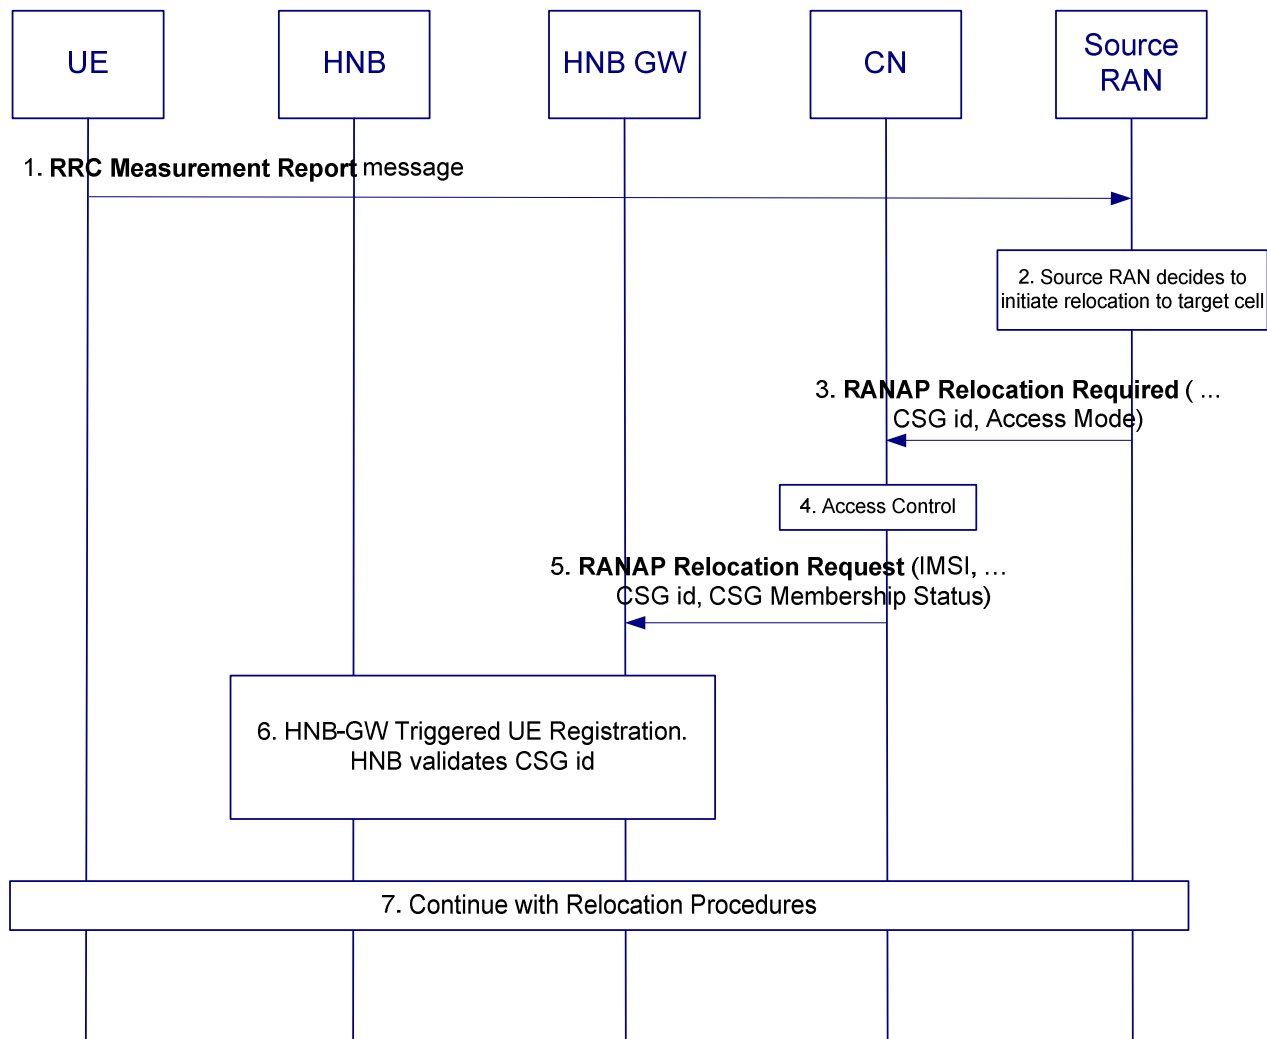 UE
HNB
HNB GW
CN
Source
RAN
1. RRC Measurement Report message
2. Source RAN decides to
initiate relocation to target cell
3. RANAP Relocation Required ( ...
CSG id, Access Mode)
4. Access Control
5. RANAP Relocation Request (IMSI, ...
CSG id, CSG Membership Status)
6. HNB-GW Triggered UE Registration.
HNB validates CSG id
7. Continue with Relocation Procedures